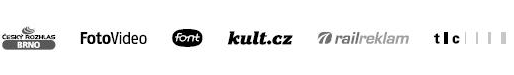 ČESKÝ ROZHLAS
BRNO
FotoVideo
font
kult.cz
railreklam
tlc